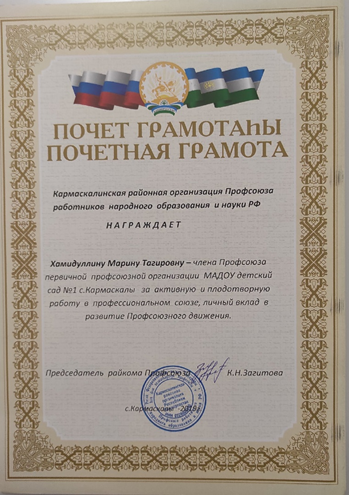 ПОЧЕТ ГРАМОТАҺЫ
ПОЧЕТНАЯ ГРАМОТА
Кармаскалинская районная организация Профсоюза
работников народного образования и науки РФ
НАГРАЖДАЕТ
Хамидуллину Марину Тагировну – члена Профсоюза
первичной профсоюзной организации МАДОУ детский
сад №1 с.Кармаскалы за активную и плодотворную
работу в профессиональном союзе, личный вклад в
развитие Профсоюзного движения.
Председатель райкома Профсоюза К.Н.Загитова
с.Кармаскалы -2018г